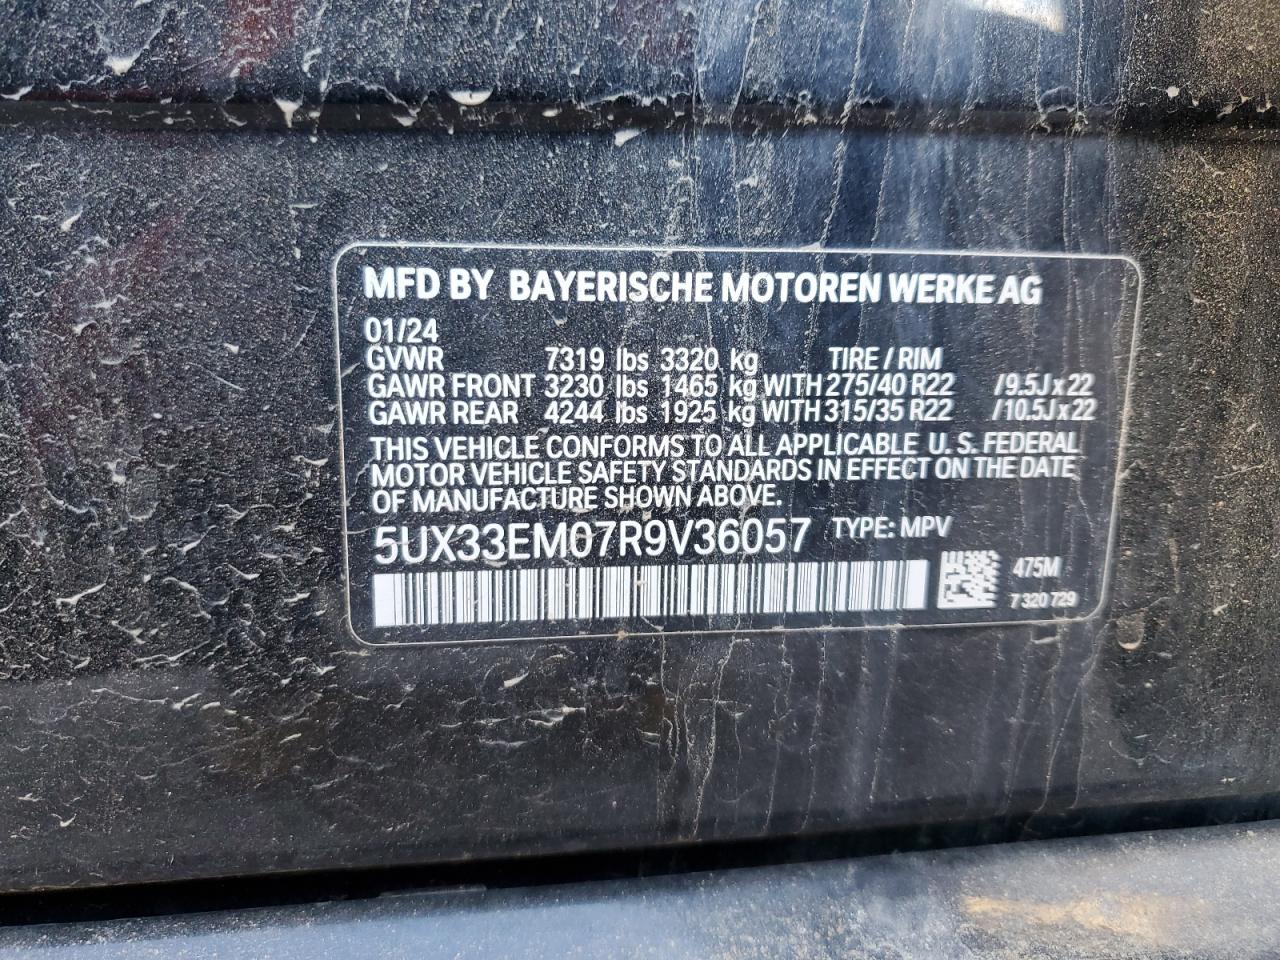 MFD BY BAYERISCHE MOTOREN WERKE AG
01/24
GVWR 7319 lbs 3320 kg TIRE / RIM
GAWR FRONT 3230 lbs 1465 kg WITH 275/40 R22 /9.5J x 22
GAWR REAR 4244 lbs 1925 kg WITH 315/35 R22 /10.5J x 22
THIS VEHICLE CONFORMS TO ALL APPLICABLE U. S. FEDERAL
MOTOR VEHICLE SAFETY STANDARDS IN EFFECT ON THE DATE
OF MANUFACTURE SHOWN ABOVE.
5UX33EM07R9V36057 TYPE: MPV
475M
7 320 729